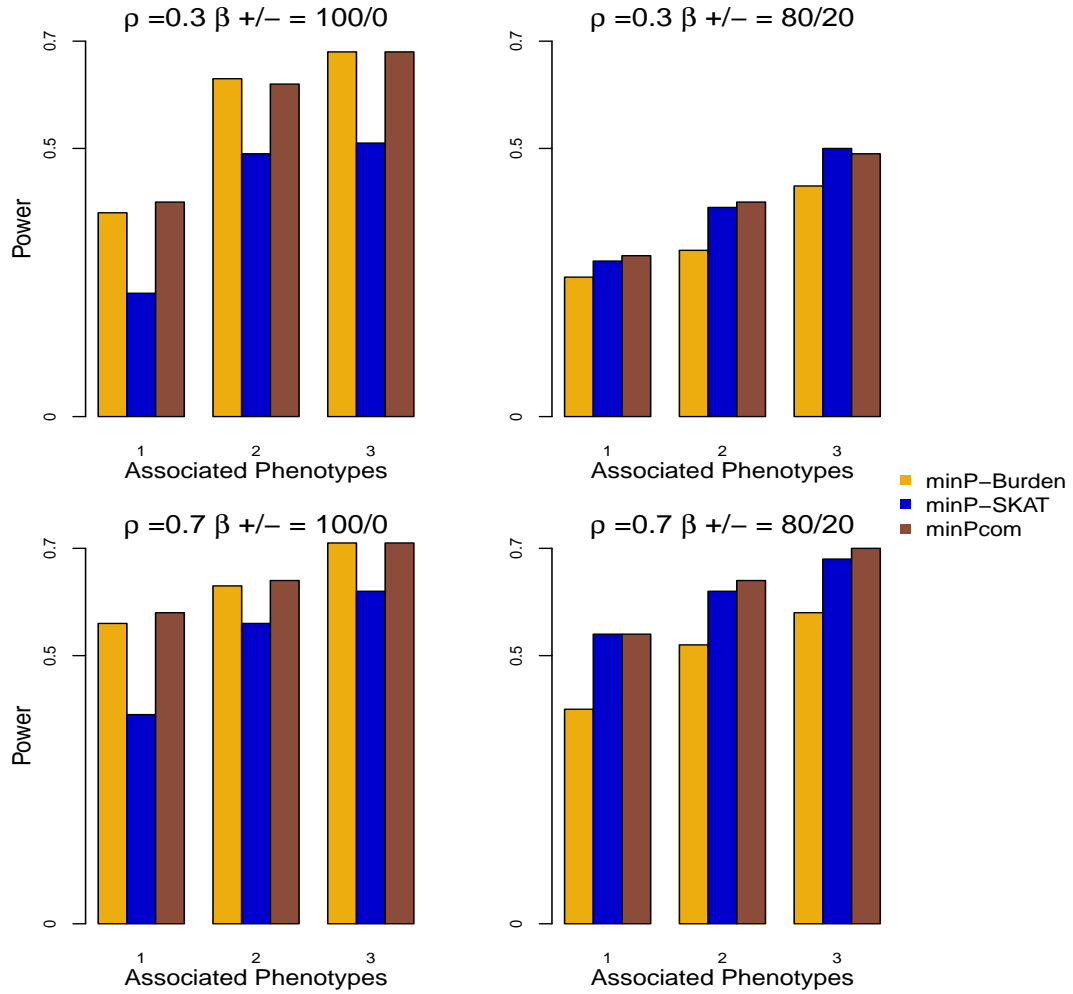 ρ =0.3 β +/− = 100/0
0.7
0.5
0
Power
1 2 3
Associated Phenotypes
ρ =0.3 β +/− = 80/20
0.7
0.5
0
1 2 3
Associated Phenotypes
minP−Burden
minP−SKAT
minPcom
ρ =0.7 β +/− = 100/0
0.7
0.5
0
Power
1 2 3
Associated Phenotypes
ρ =0.7 β +/− = 80/20
0.7
0.5
0
1 2 3
Associated Phenotypes